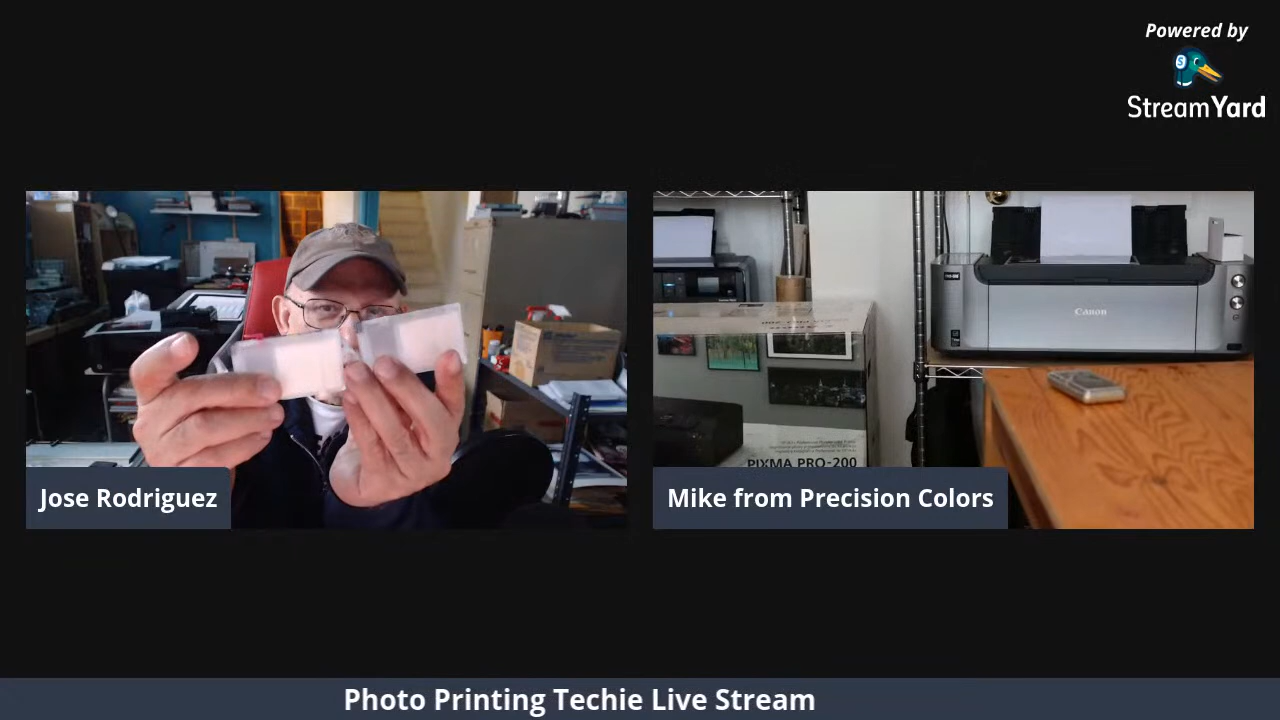 Powered by
StreamYard
Canon
PIXMA PRO-200
Jose Rodriguez
Mike from Precision Colors
Photo Printing Techie Live Stream